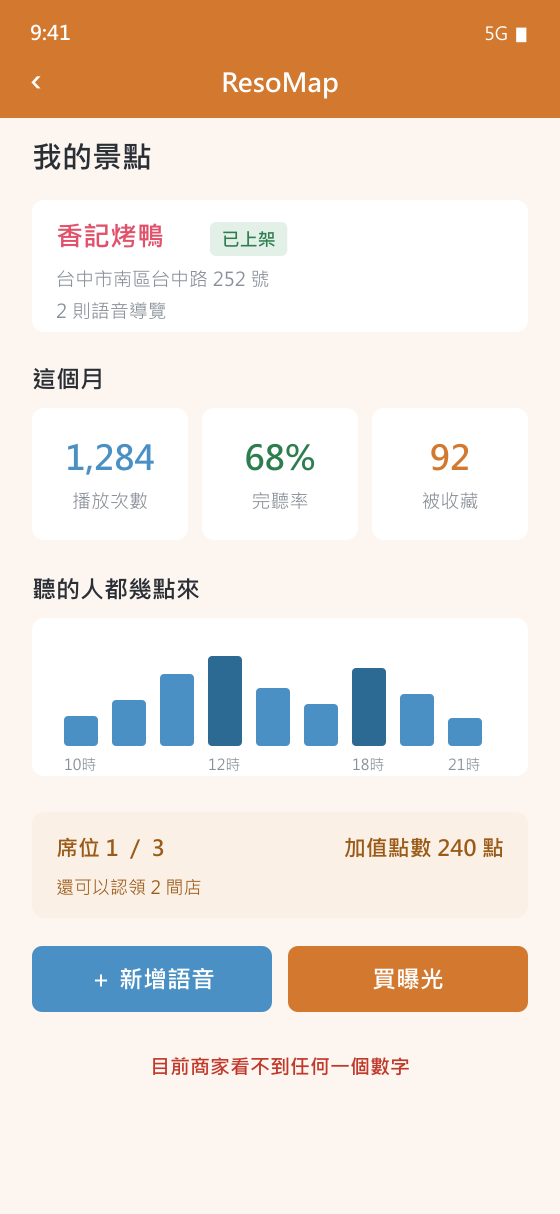 9:41
5G
‹
ResoMap
我的景點
香記烤鴨
已上架
台中市南區台中路 252 號
2 則語音導覽
這個月
1,284
68%
92
播放次數
完聽率
被收藏
聽的人都幾點來
10時
12時
18時
21時
席位 1 / 3
加值點數 240 點
還可以認領 2 間店
+ 新增語音
買曝光
目前商家看不到任何一個數字